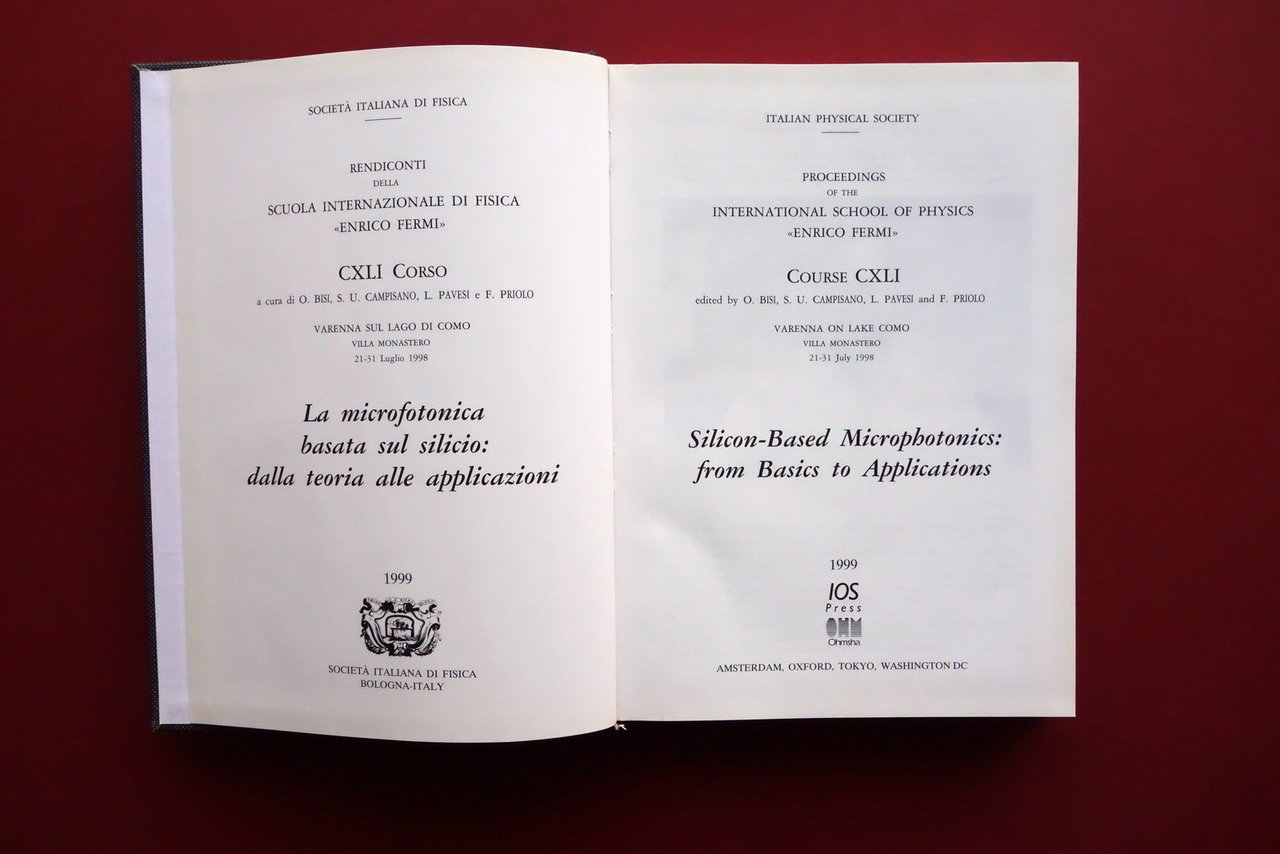 SOCIETÀ ITALIANA DI FISICA
RENDICONTI
DELLA
SCUOLA INTERNAZIONALE DI FISICA
«ENRICO FERMI»
CXLI CORSO
a cura di O. BISI, S. U. CAMPISANO, L. PAVESI e F. PRIOLO
VARENNA SUL LAGO DI COMO
VILLA MONASTERO
21-31 Luglio 1998
La microfotonica
basata sul silicio:
dalla teoria alle applicazioni
1999
SOCIETÀ ITALIANA DI FISICA
BOLOGNA-ITALY
ITALIAN PHYSICAL SOCIETY
PROCEEDINGS
OF THE
INTERNATIONAL SCHOOL OF PHYSICS
«ENRICO FERMI»
COURSE CXLI
edited by O. BISI, S. U. CAMPISANO, L. PAVESI and F. PRIOLO
VARENNA ON LAKE COMO
VILLA MONASTERO
21-31 July 1998
Silicon-Based Microphotonics:
from Basics to Applications
1999
IOS
Press
OHM
Ohmsha
AMSTERDAM, OXFORD, TOKYO, WASHINGTON DC